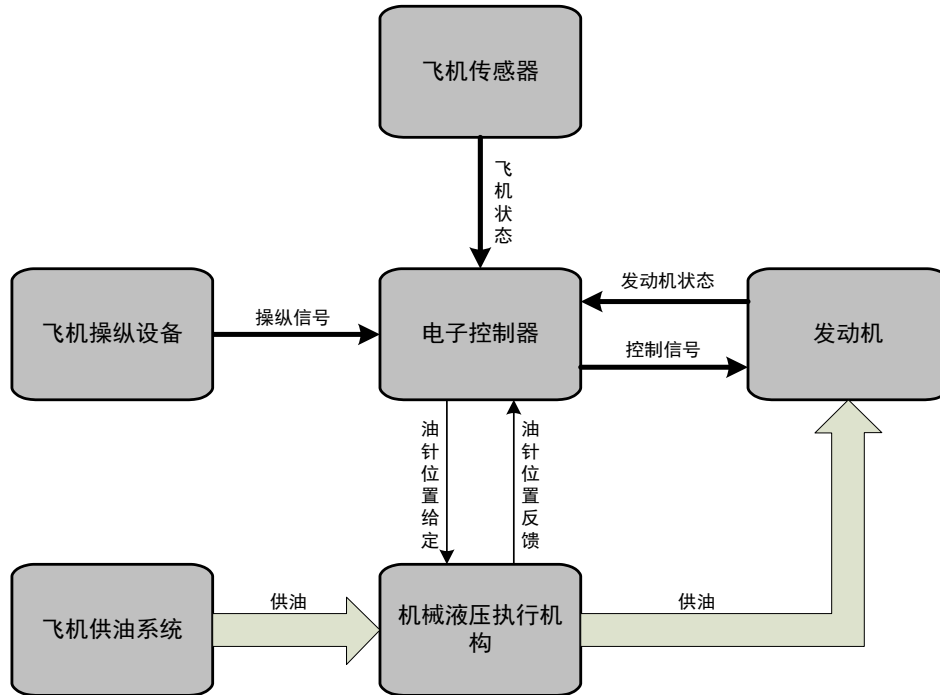 飞机传感器
飞机状态
飞机操纵设备
操纵信号
电子控制器
发动机状态
控制信号
发动机
油针位置给定
油针位置反馈
飞机供油系统
供油
机械液压执行机
构
供油